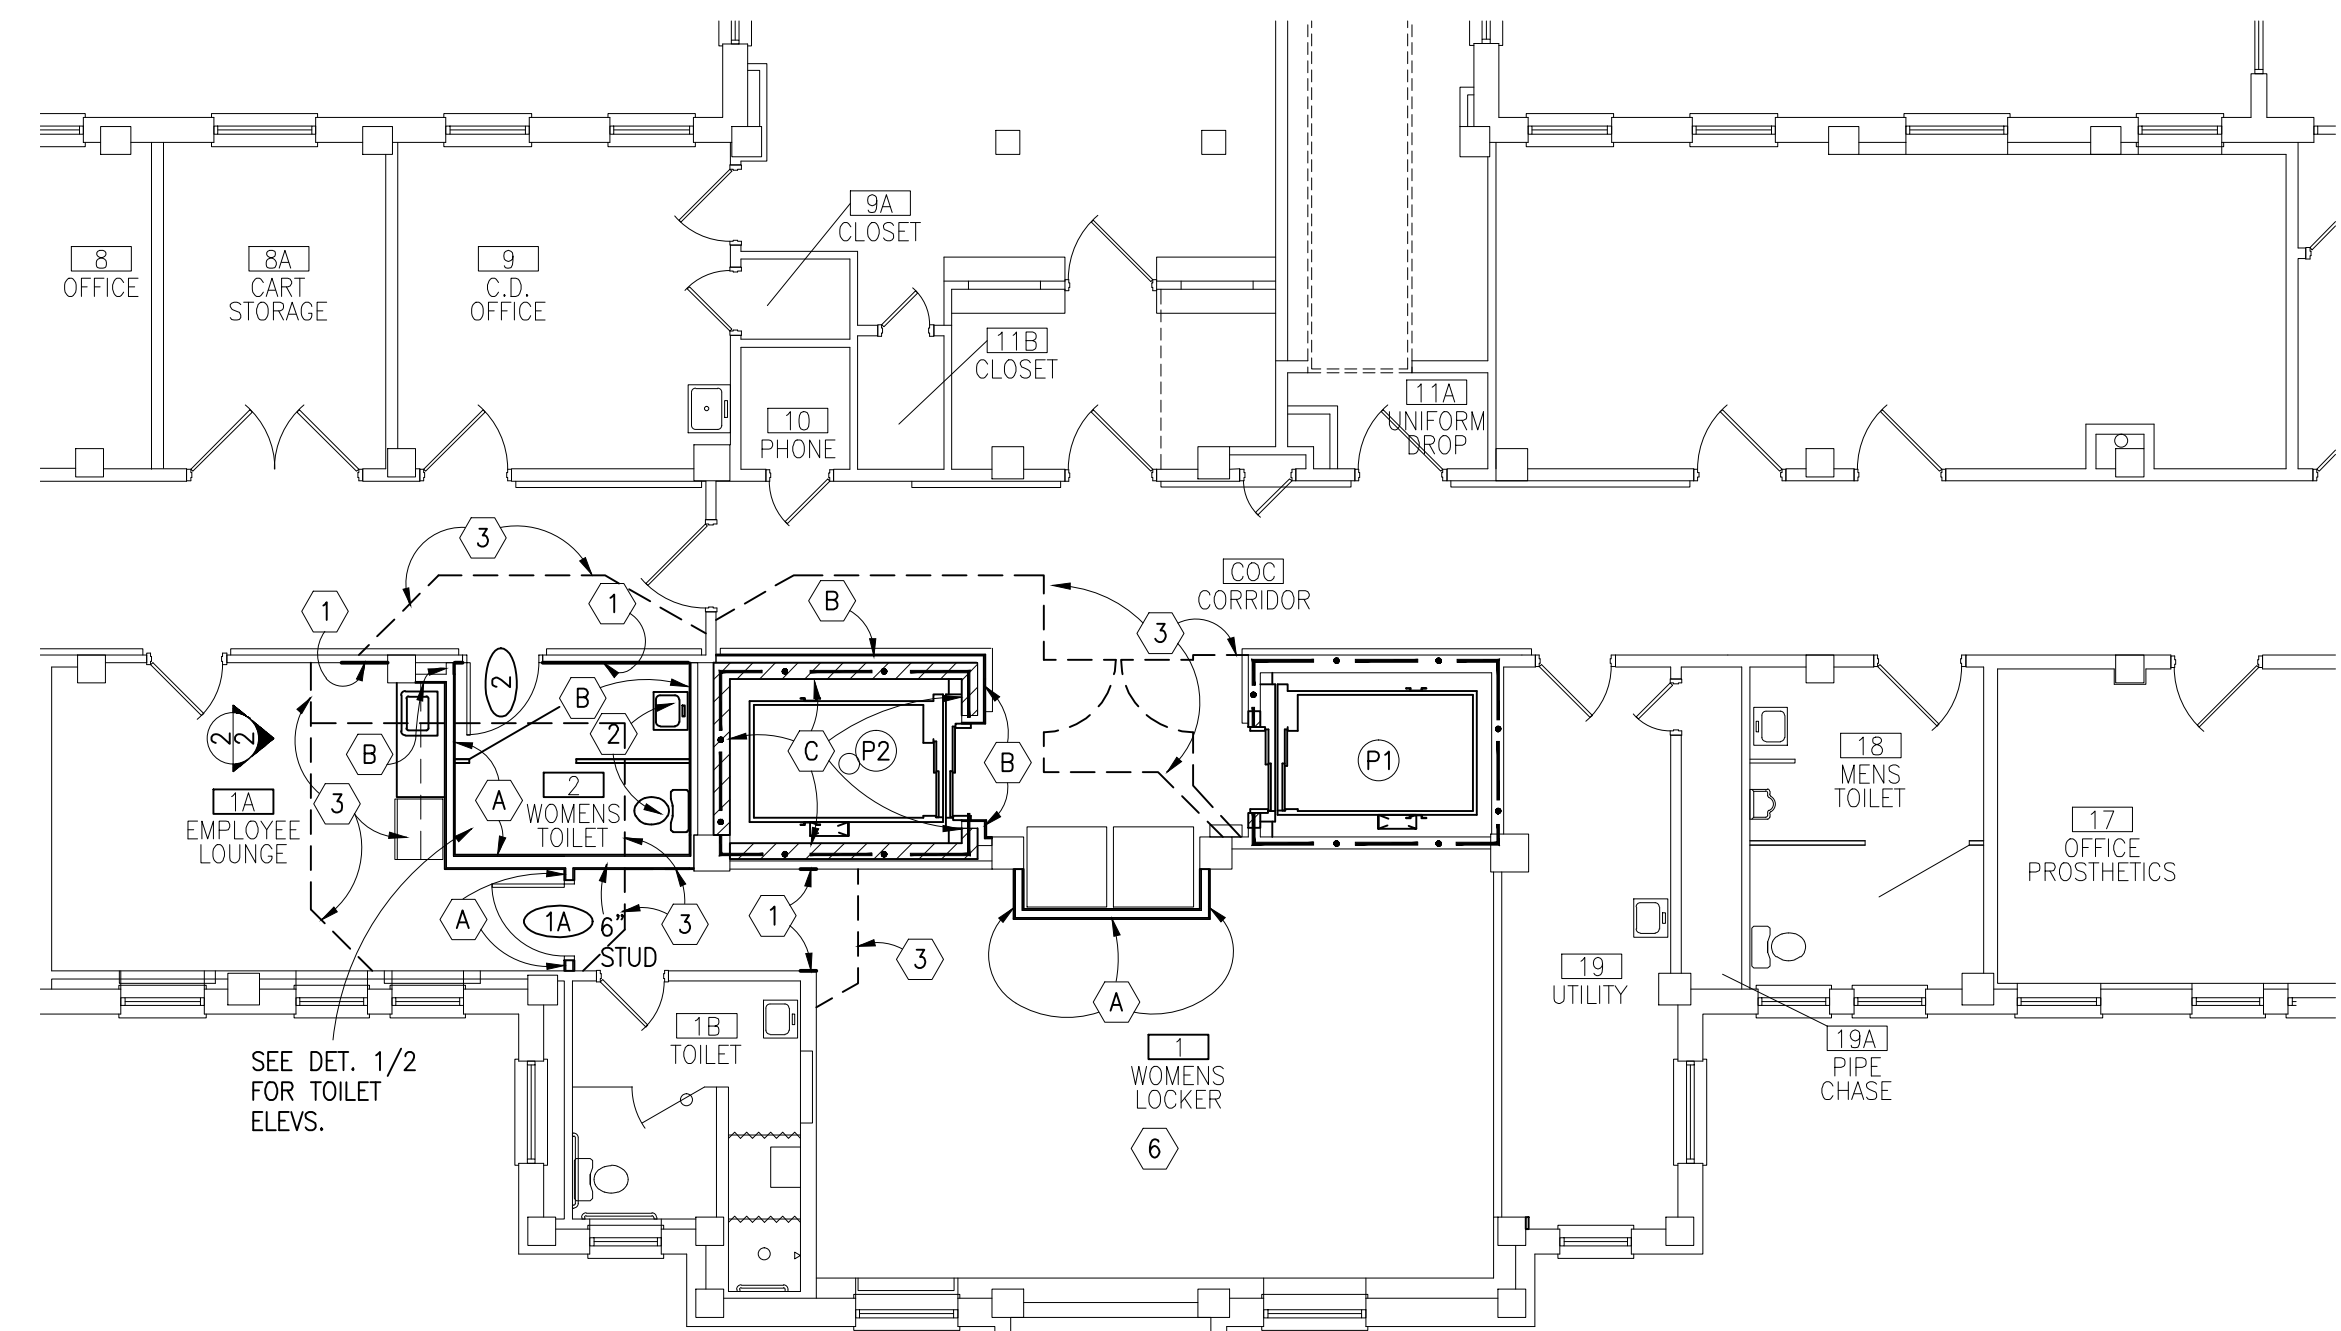 9A
CLOSET
8
OFFICE
8A
CART
STORAGE
9
C.D.
OFFICE
11B
CLOSET
11A
UNIFORM
DROP
10
PHONE
3
COC
CORRIDOR
1
1
B
3
2
B
2
2
2
B
C
P2
B
P1
18
MENS
TOILET
1A
EMPLOYEE
LOUNGE
3
A
2
WOMENS
TOILET
17
OFFICE
PROSTHETICS
A
1A
6"
STUD
3
1
3
A
19
UTILITY
1B
TOILET
1
WOMENS
LOCKER
6
19A
PIPE
CHASE
SEE DET. 1/2
FOR TOILET
ELEVS.